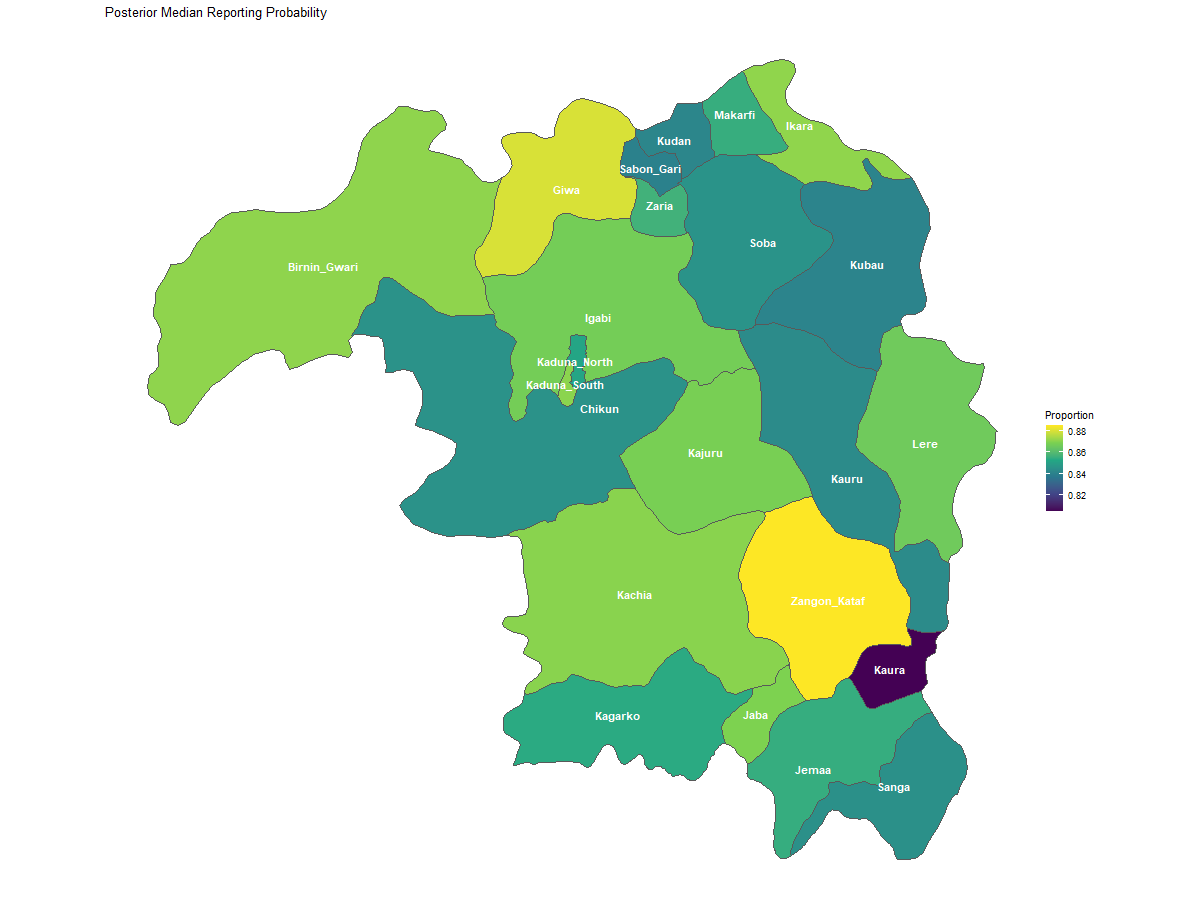 Posterior Median Reporting Probability
Makarfi
Ikara
Kudan
Sabon_Gari
Giwa
Zaria
Soba
Kubau
Birnin_Gwari
Igabi
Kaduna_North
Kaduna_South
Chikun
Lere
Kajuru
Kauru
Kachia
Zangon_Kataf
Kaura
Kagarko
Jaba
Jemaa
Sanga
Proportion
0.88
0.86
0.84
0.82